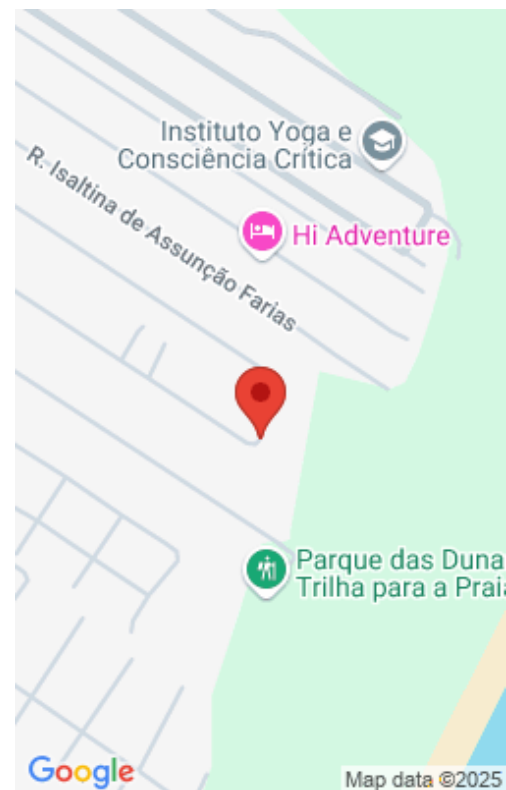 Instituto Yoga e
Consciência Crítica
R. Isaltina de Assunção Farias
Hi Adventure
Parque das Duna
Trilha para a Praia
Google
Map data ©2025